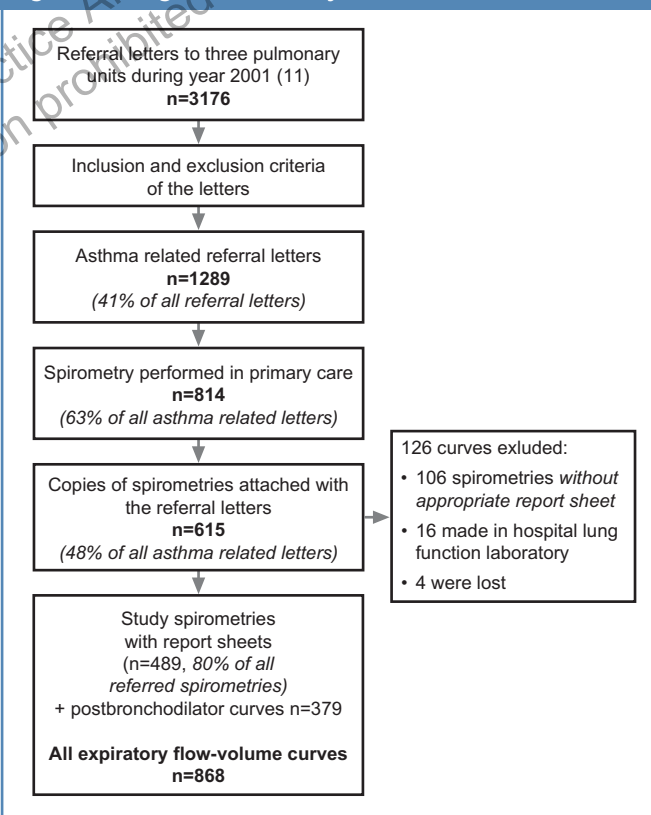 Referral letters to three pulmonary
units during year 2001 (11)
n=3176
Inclusion and exclusion criteria
of the letters
Asthma related referral letters
n=1289
(41% of all referral letters)
Spirometry performed in primary care
n=814
(63% of all asthma related letters)
Copies of spirometries attached with
the referral letters
n=615
(48% of all asthma related letters)
126 curves exluded:
• 106 spirometries without
appropriate report sheet
• 16 made in hospital lung
function laboratory
• 4 were lost
Study spirometries
with report sheets
(n=489, 80% of all
referred spirometries)
+ postbronchodilator curves n=379
All expiratory flow-volume curves
n=868